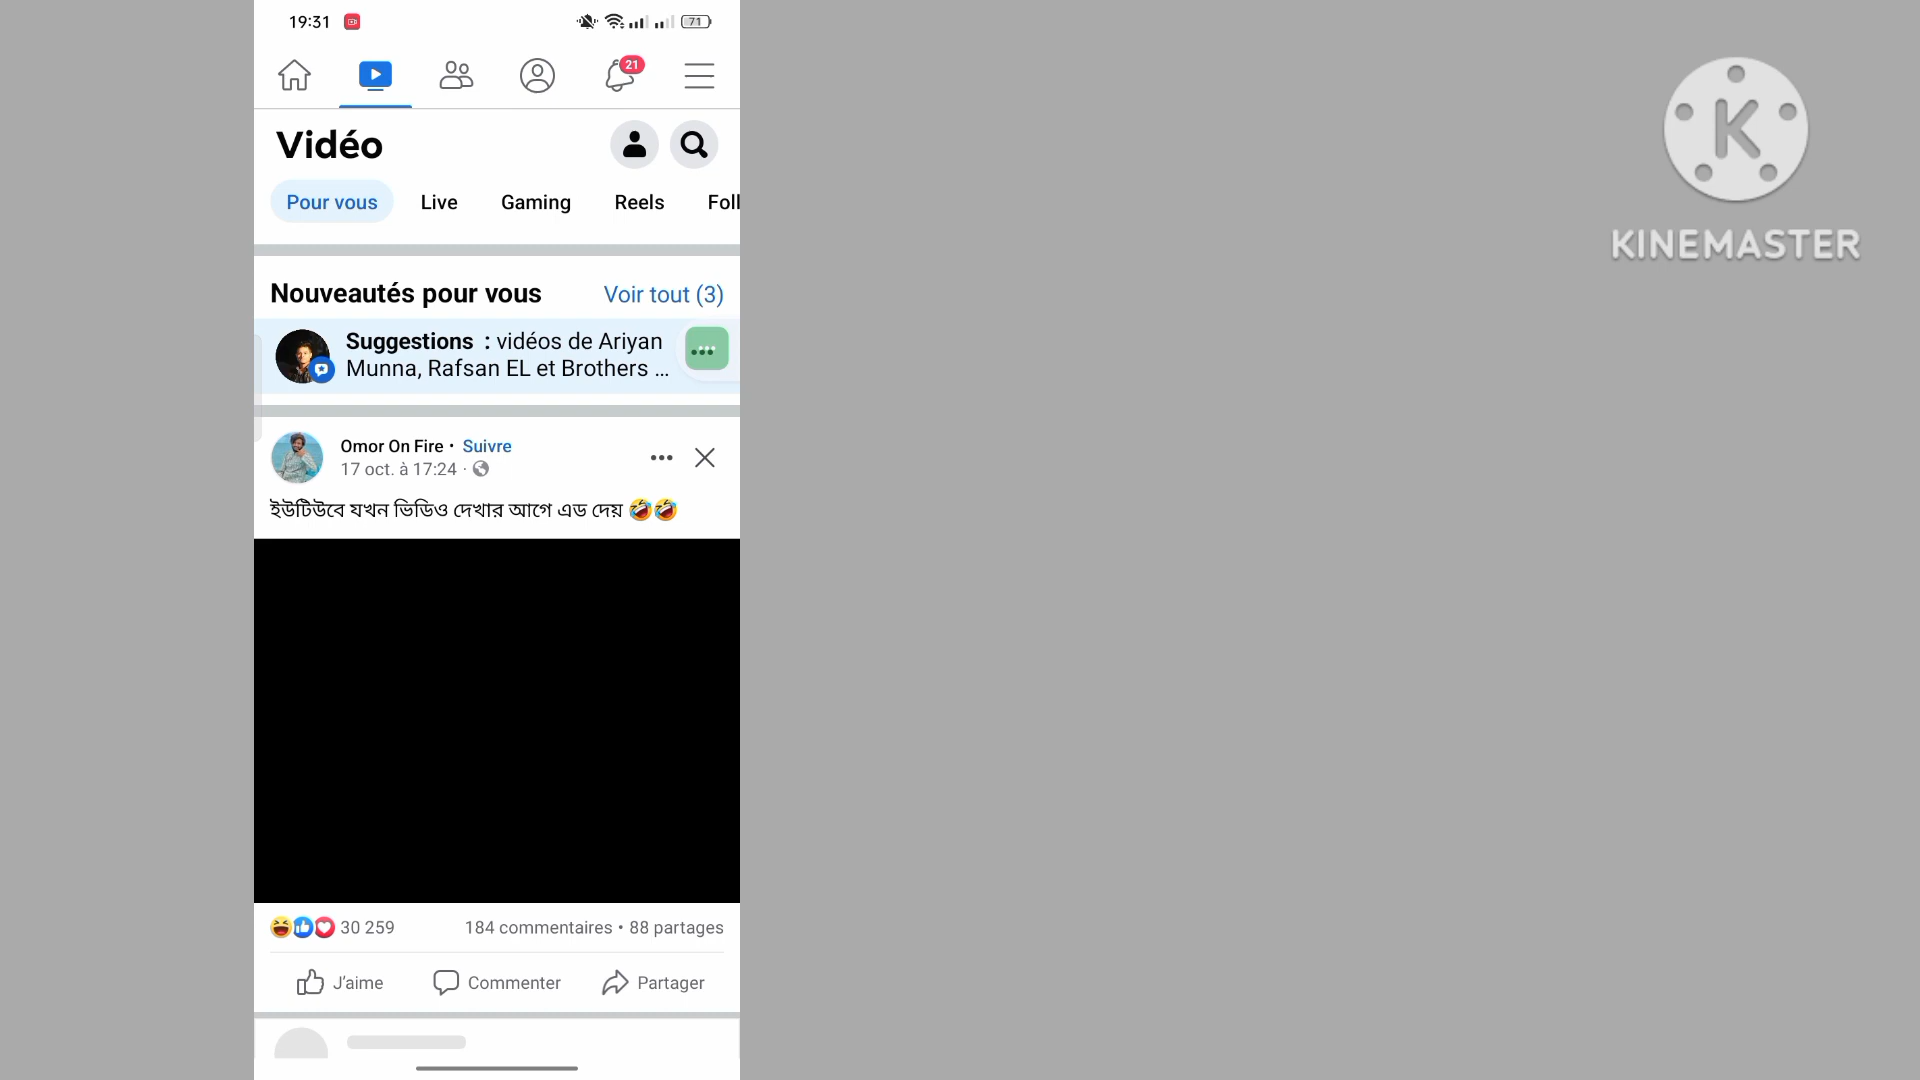 19:31
71
21
Vidéo
Pour vous Live Gaming Reels Foll
Nouveautés pour vous Voir tout (3)
Suggestions : vidéos de Ariyan
Munna, Rafsan EL et Brothers ...
Omor On Fire • Suivre
17 oct. à 17:24 ·
ইউটিউবে যখন ভিডিও দেখার আগে এড দেয় 🤣🤣
30 259 184 commentaires • 88 partages
J'aime Commenter Partager
K
KINEMASTER